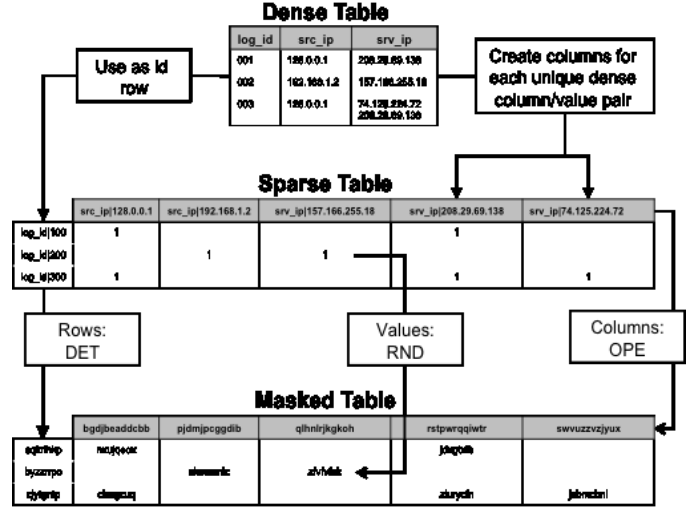 Dense Table
log_id src_ip srv_ip
001 128.0.0.1 208.29.69.138
002 192.168.1.2 157.166.255.18
003 128.0.0.1 74.125.224.72
208.29.69.138
Use as id
row
Create columns for
each unique dense
column/value pair
Sparse Table
src_ip|128.0.0.1 src_ip|192.168.1.2 srv_ip|157.166.255.18 srv_ip|208.29.69.138 srv_ip|74.125.224.72
log_id|100 1 1
log_id|200 1 1
log_id|300 1 1 1
Rows:
DET
Values:
RND
Columns:
OPE
Masked Table
bgdjbeaddcbb pjdmjpcggdib qlhnlrjkgkoh rstpwrqqiwtr swvuzzvzjyux